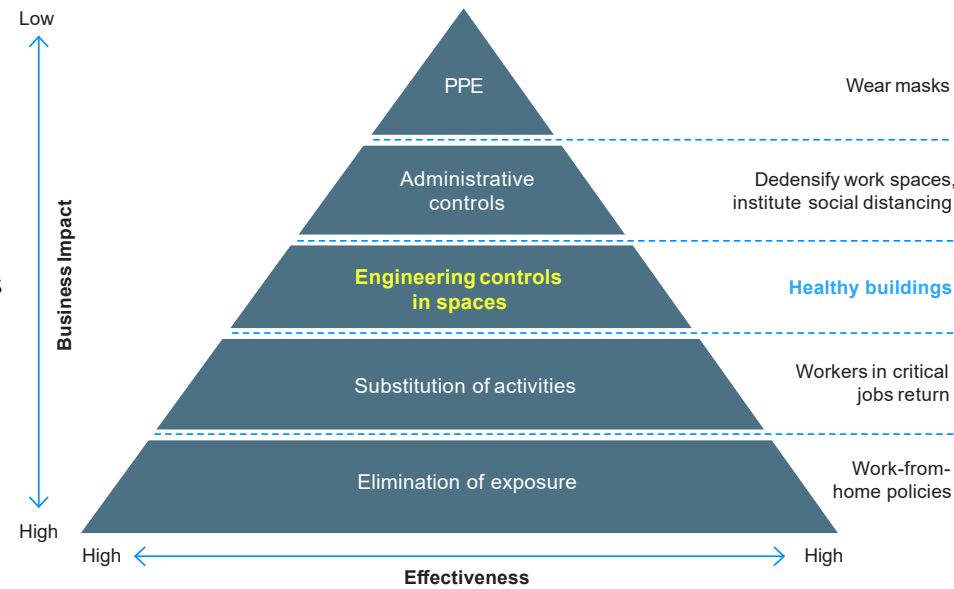 Low
PPE
Wear masks
Administrative
controls
Dedensify work spaces,
institute social distancing
Business Impact
Engineering controls
in spaces
Healthy buildings
Substitution of activities
Workers in critical
jobs return
Elimination of exposure
Work-from-
home policies
High
High
High
Effectiveness